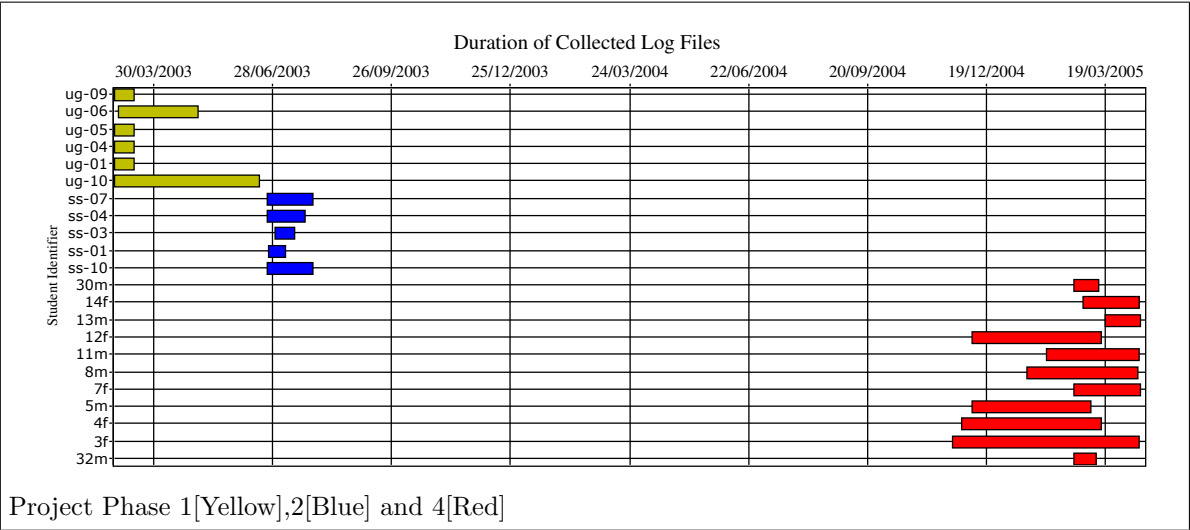 Duration of Collected Log Files
30/03/2003 28/06/2003 26/09/2003 25/12/2003 24/03/2004 22/06/2004 20/09/2004 19/12/2004 19/03/2005
Student Identifier
ug-09
ug-06
ug-05
ug-04
ug-01
ug-10
ss-07
ss-04
ss-03
ss-01
ss-10
30m
14f
13m
12f
11m
8m
7f
5m
4f
3f
32m
Project Phase 1[Yellow],2[Blue] and 4[Red]